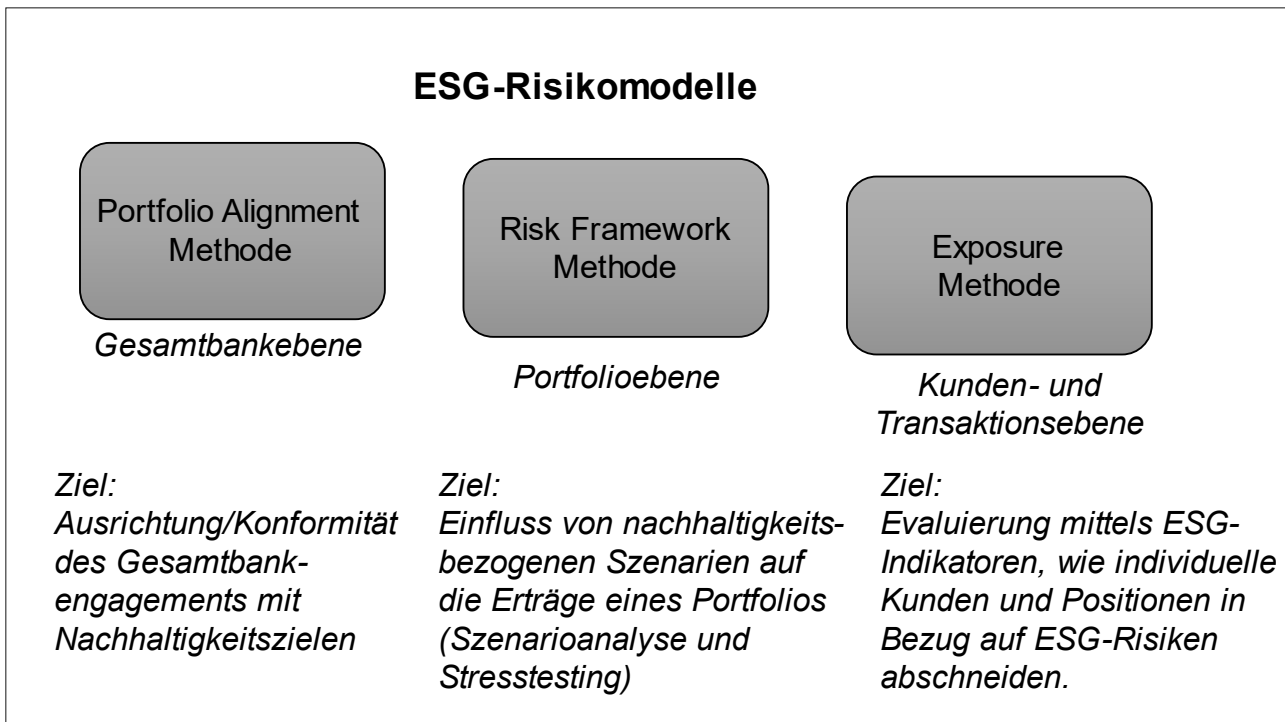 ESG-Risikomodelle
Portfolio Alignment
Methode
Gesamtbankebene
Ziel:
Ausrichtung/Konformität
des Gesamtbank-
engagements mit
Nachhaltigkeitszielen
Risk Framework
Methode
Portfolioebene
Ziel:
Einfluss von nachhaltigkeits-
bezogenen Szenarien auf
die Erträge eines Portfolios
(Szenarioanalyse und
Stresstesting)
Exposure
Methode
Kunden- und
Transaktionsebene
Ziel:
Evaluierung mittels ESG-
Indikatoren, wie individuelle
Kunden und Positionen in
Bezug auf ESG-Risiken
abschneiden.